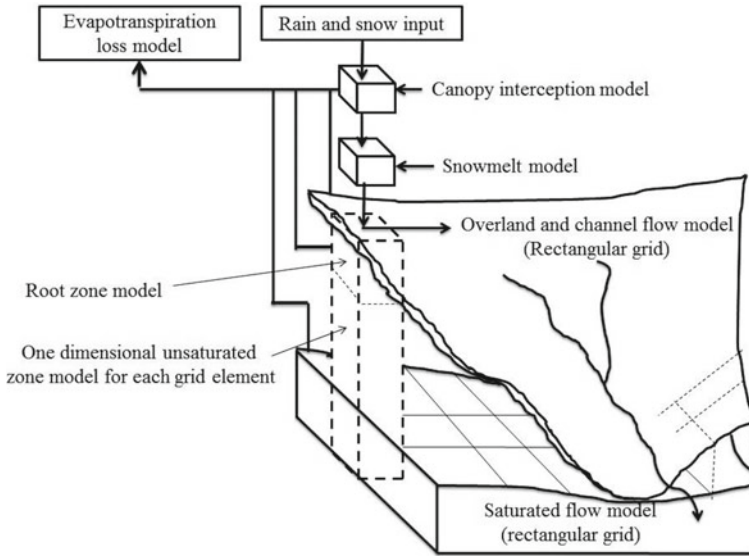 Evapotranspiration
loss model
Rain and snow input
Canopy interception model
Snowmelt model
Overland and channel flow model
(Rectangular grid)
Root zone model
One dimensional unsaturated
zone model for each grid element
Saturated flow model
(rectangular grid)